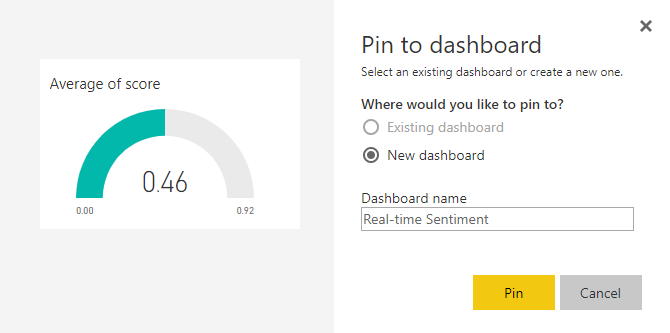 Average of score
0.46
0.00
0.92
Pin to dashboard
Select an existing dashboard or create a new one.
Where would you like to pin to?
Existing dashboard
New dashboard
Dashboard name
Real-time Sentiment
Pin
Cancel